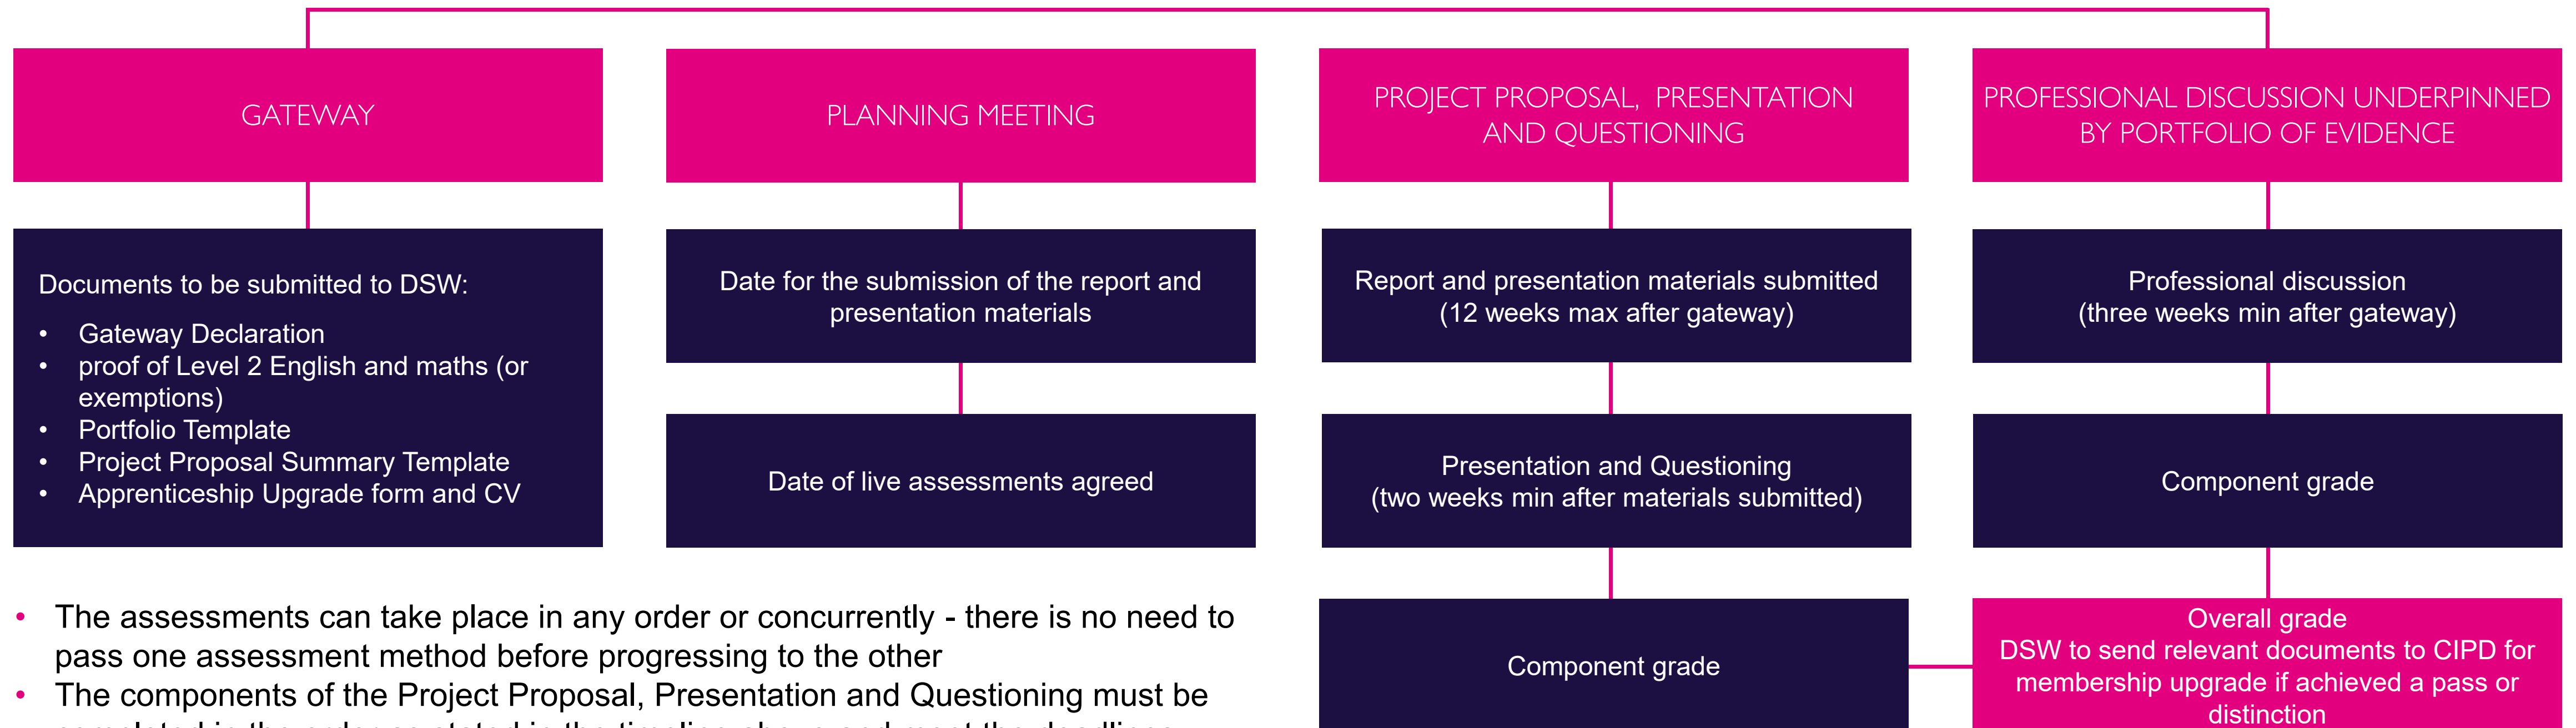 GATEWAY
Documents to be submitted to DSW:
• Gateway Declaration
• proof of Level 2 English and maths (or
exemptions)
• Portfolio Template
• Project Proposal Summary Template
• Apprenticeship Upgrade form and CV
PLANNING MEETING
Date for the submission of the report and
presentation materials
Date of live assessments agreed
PROJECT PROPOSAL, PRESENTATION
AND QUESTIONING
Report and presentation materials submitted
(12 weeks max after gateway)
Presentation and Questioning
(two weeks min after materials submitted)
Component grade
PROFESSIONAL DISCUSSION UNDERPINNED
BY PORTFOLIO OF EVIDENCE
Professional discussion
(three weeks min after gateway)
Component grade
Overall grade
DSW to send relevant documents to CIPD for
membership upgrade if achieved a pass or
distinction
• The assessments can take place in any order or concurrently - there is no need to
pass one assessment method before progressing to the other
• The components of the Project Proposal, Presentation and Questioning must be